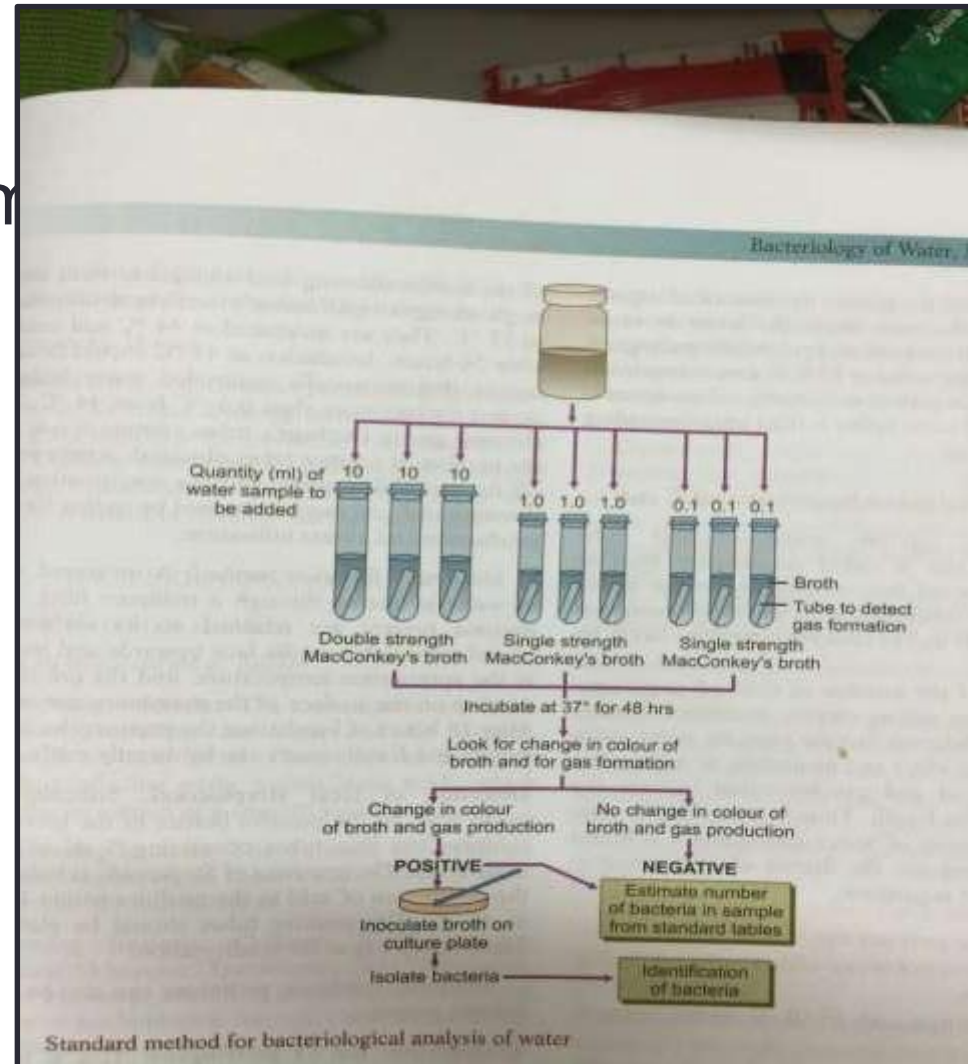 Bacteriology of Water,
Quantity (ml) of
water sample to
be added
10 10 10
1.0 1.0 1.0
0.1 0.1 0.1
Broth
Tube to detect
gas formation
Double strength
MacConkey's broth
Single strength
MacConkey's broth
Single strength
MacConkey's broth
Incubate at 37° for 48 hrs
Look for change in colour of
broth and for gas formation
Change in colour
of broth and gas production
No change in colour of
broth and gas production
POSITIVE
NEGATIVE
Estimate number
of bacteria in sample
from standard tables
Inoculate broth on
culture plate
Isolate bacteria
Identification
of bacteria
Standard method for bacteriological analysis of water